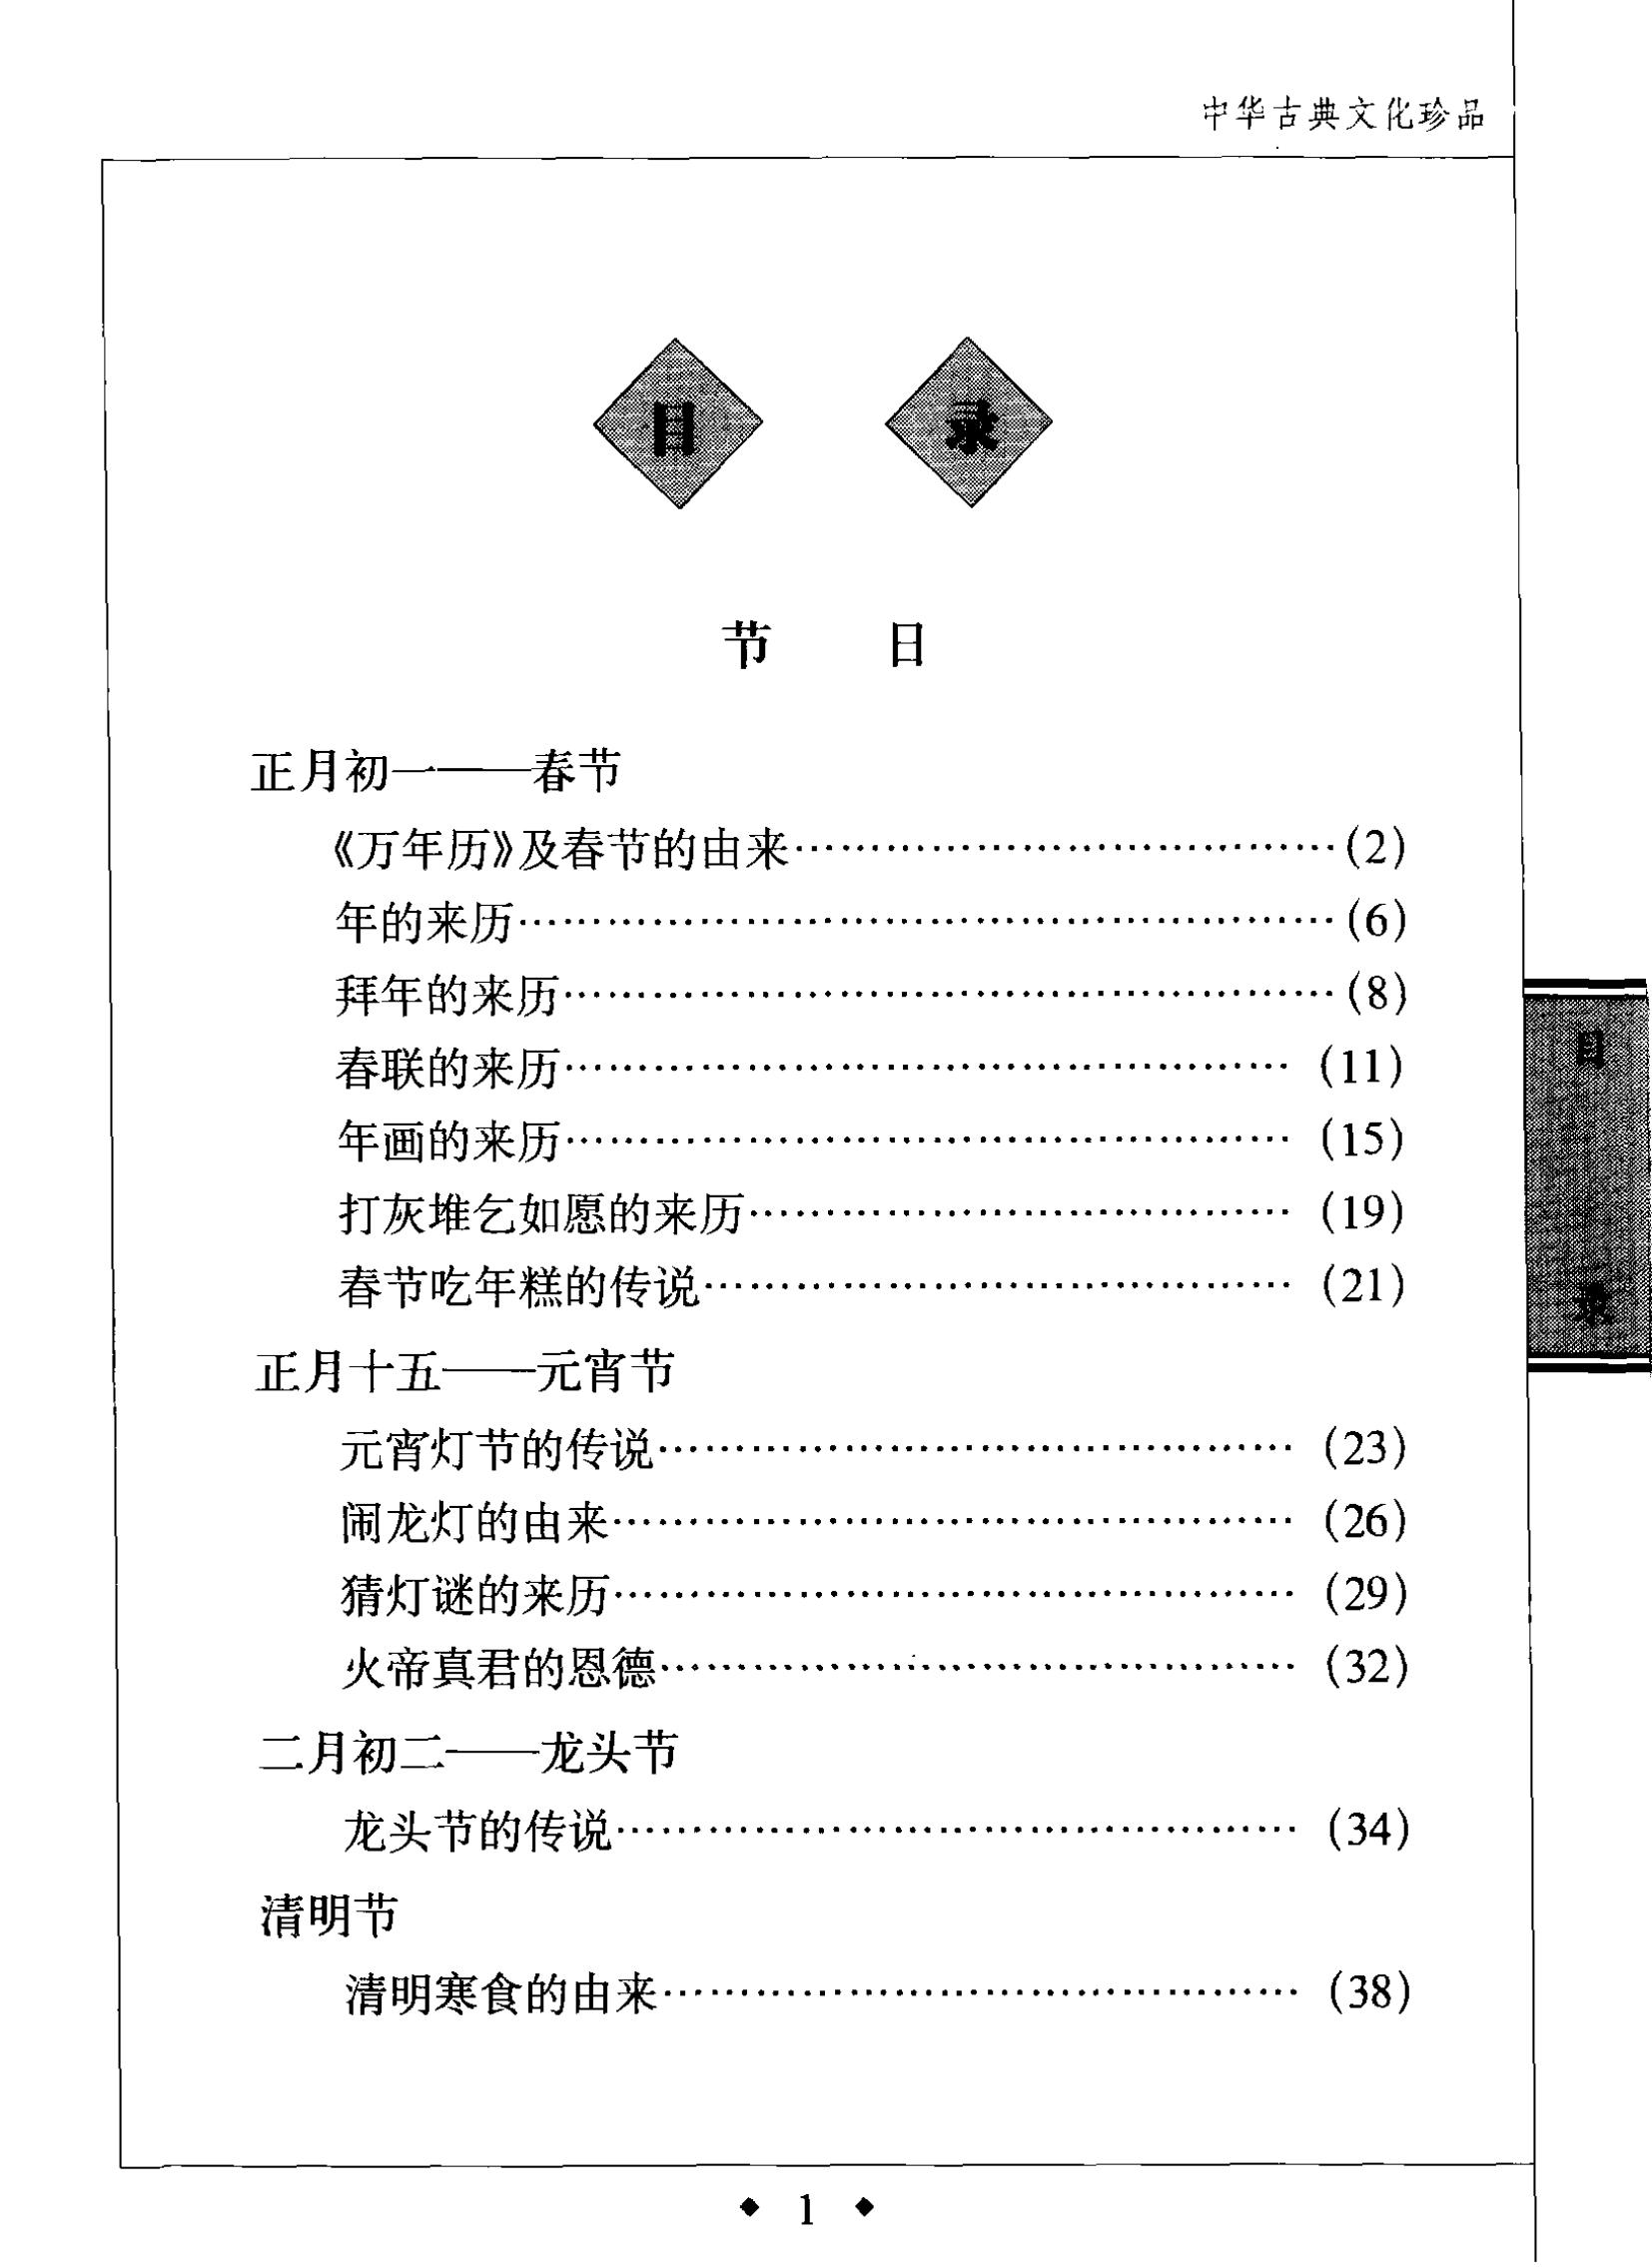 中华古典文化珍品
目 录
节 日
正月初一——春节
《万年历》及春节的由来……………………………(2)
年的来历……………………………………………(6)
拜年的来历…………………………………………(8)
春联的来历……………………………………… (11)
年画的来历……………………………………… (15)
打灰堆乞如愿的来历…………………………… (19)
春节吃年糕的传说……………………………… (21)
正月十五——元宵节
元宵灯节的传说………………………………… (23)
闹龙灯的由来…………………………………… (26)
猜灯谜的来历…………………………………… (29)
火帝真君的恩德………………………………… (32)
二月初二——龙头节
龙头节的传说…………………………………… (34)
清明节
清明寒食的由来………………………………… (38)
目
录
◆ 1 ◆